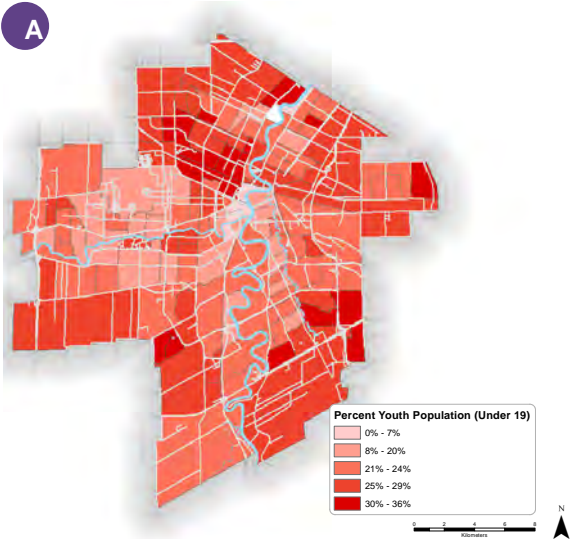 A
Percent Youth Population (Under 19)
0% - 7%
8% - 20%
21% - 24%
25% - 29%
30% - 36%
N
0 2 4 6 8
Kilometers